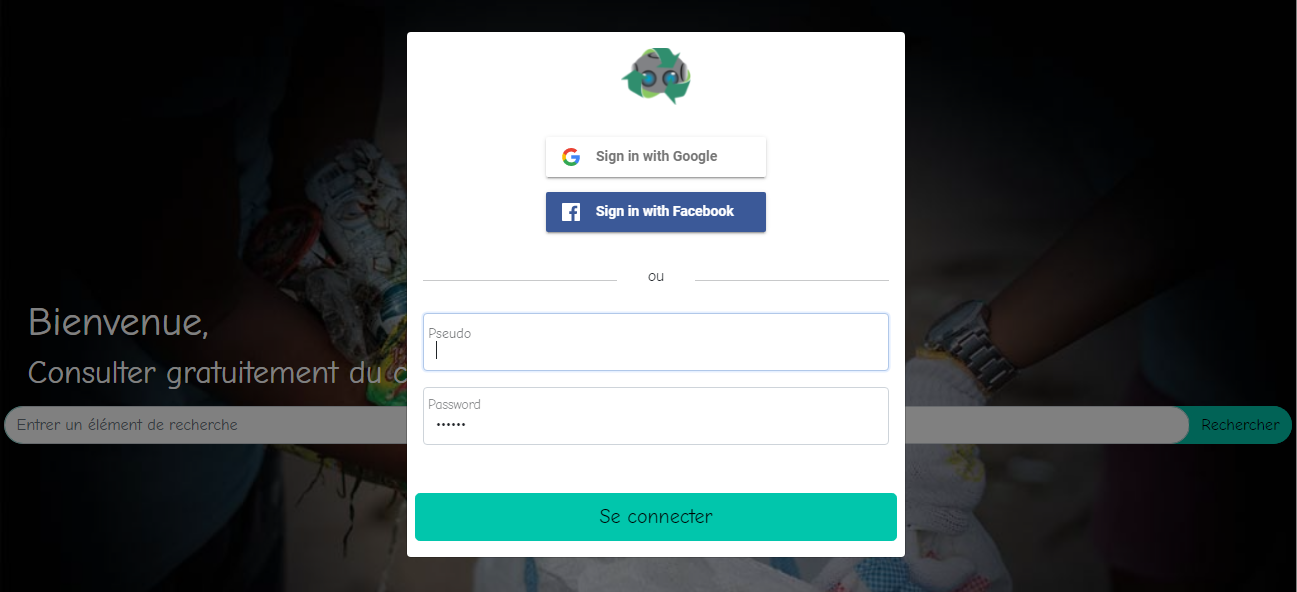 Sign in with Google
Sign in with Facebook
ou
Bienvenue,
Pseudo
Consulter gratuitement du
Entrer un élément de recherche
Password
••••••
Rechercher
Se connecter